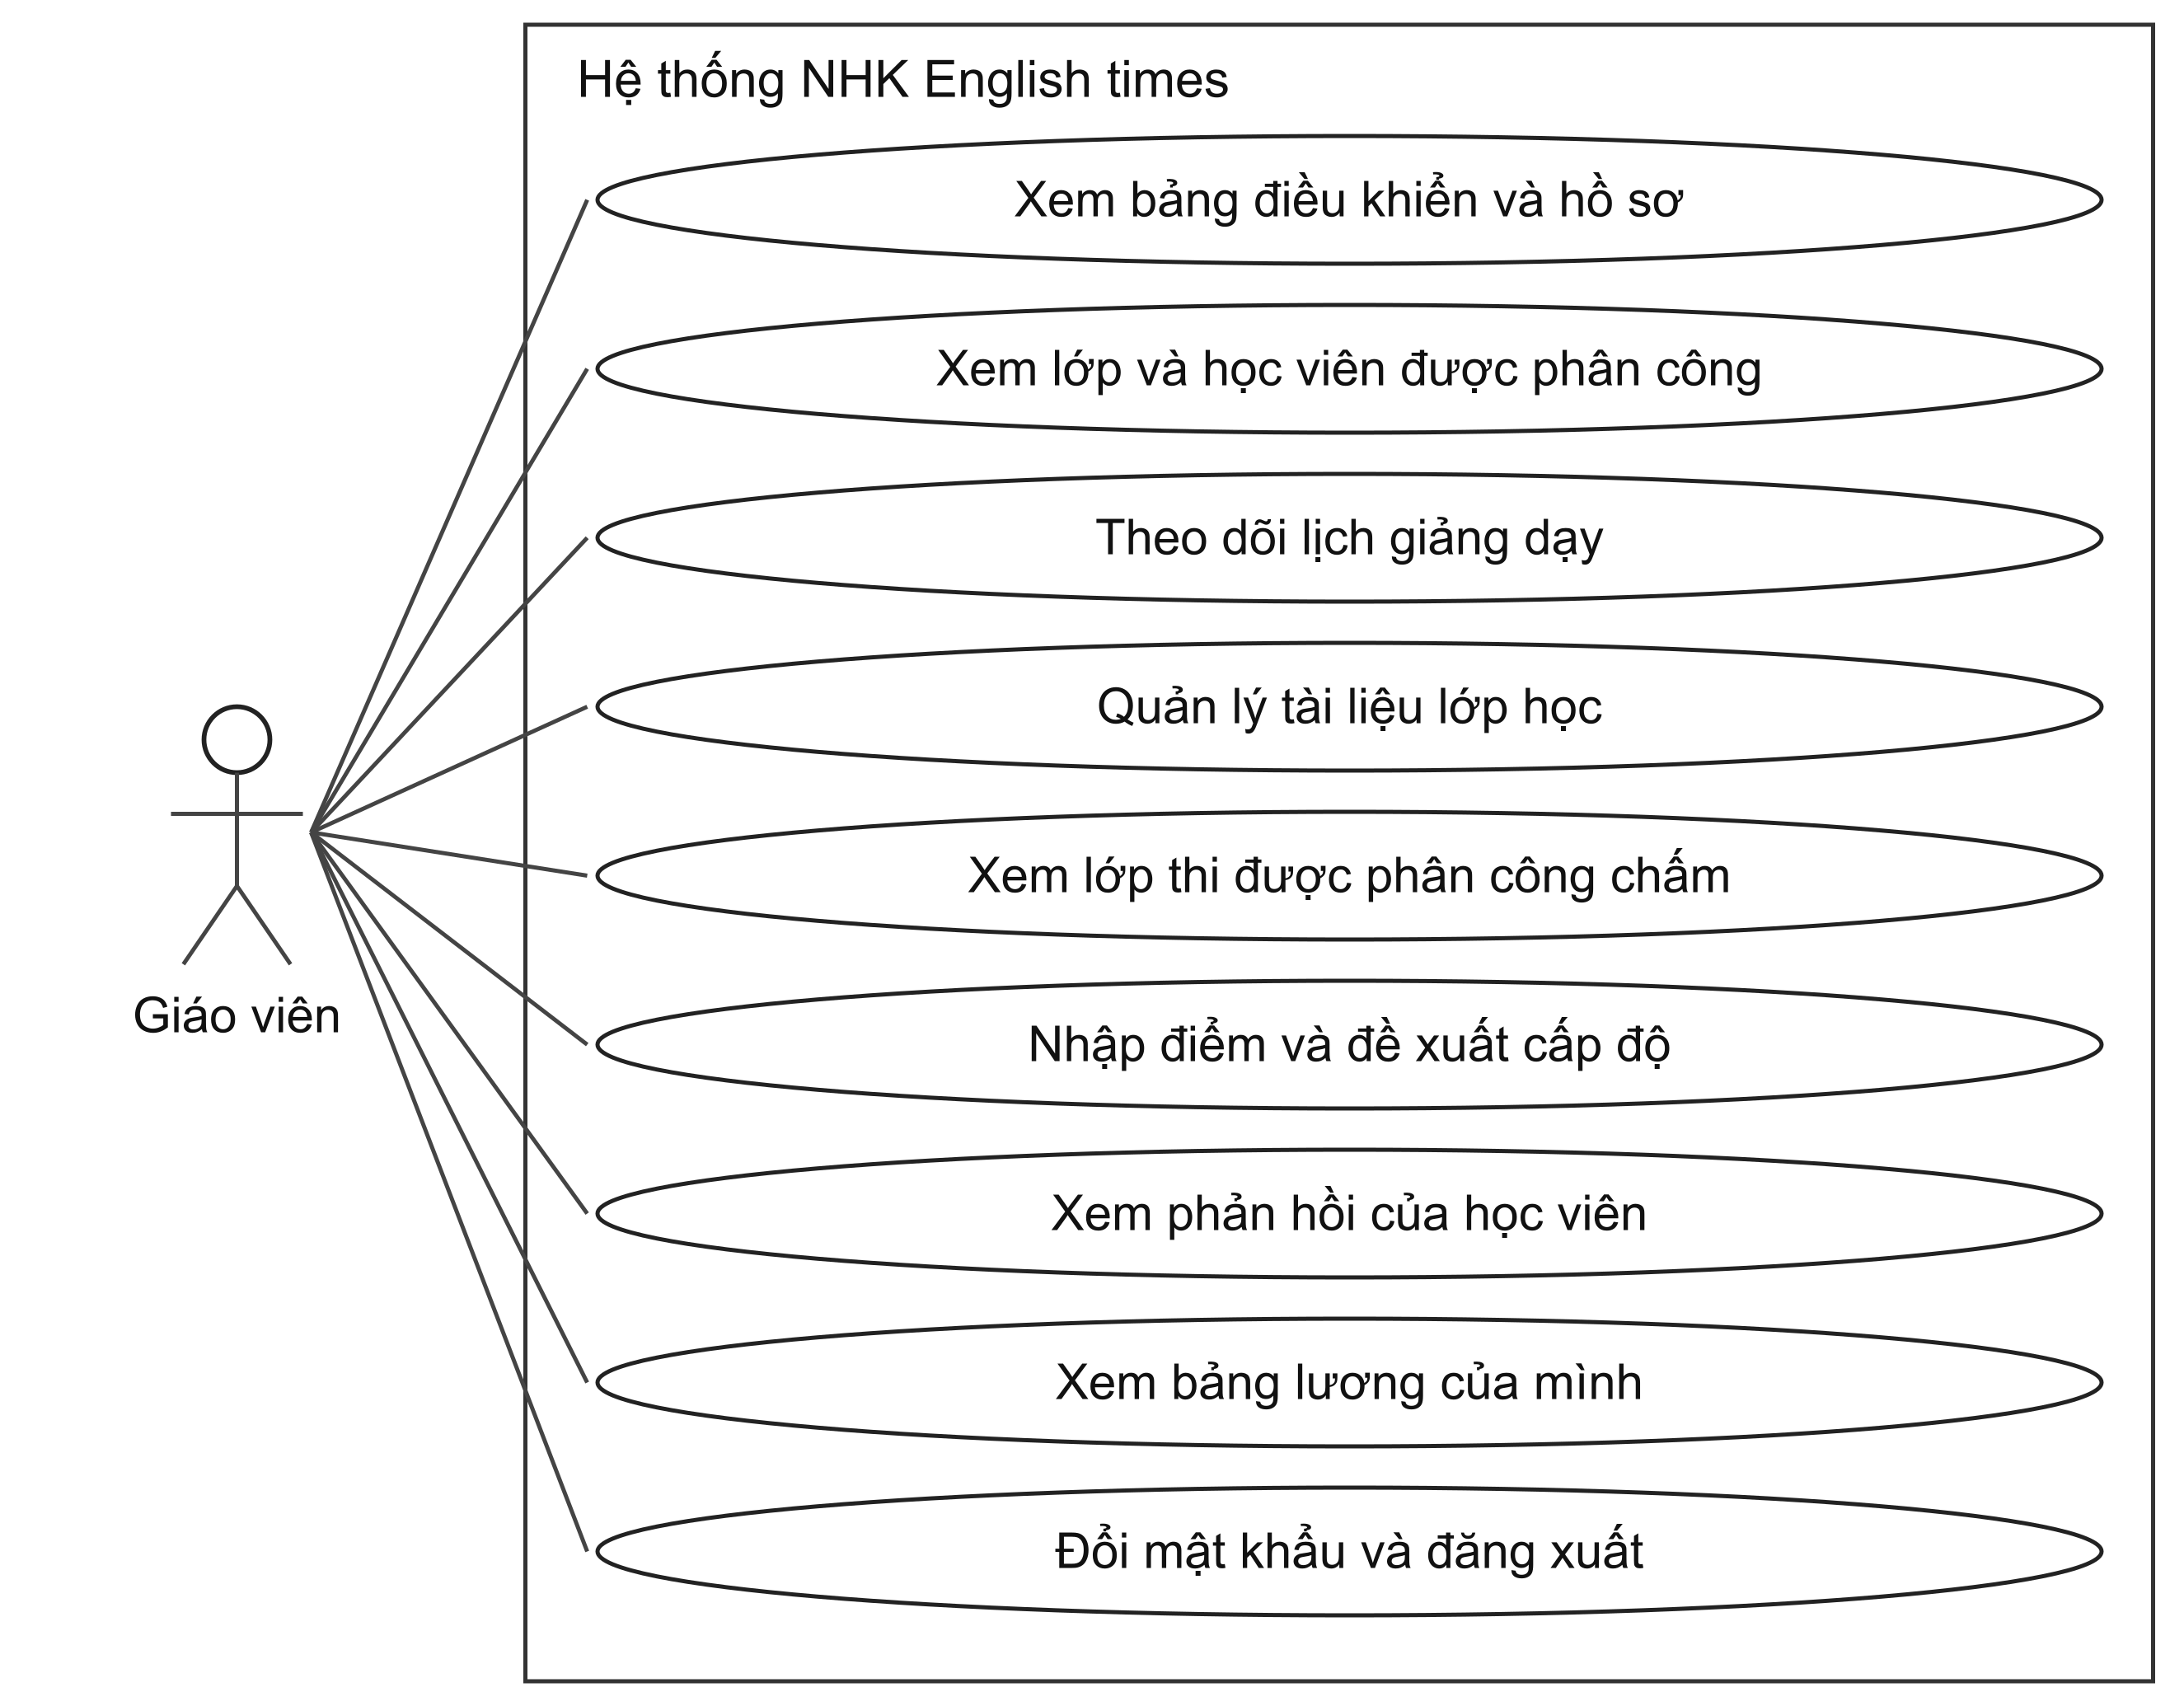 Hệ thống NHK English times
Xem bảng điều khiển và hồ sơ
Xem lớp và học viên được phân công
Theo dõi lịch giảng dạy
Quản lý tài liệu lớp học
Xem lớp thi được phân công chấm
Giáo viên
Nhập điểm và đề xuất cấp độ
Xem phản hồi của học viên
Xem bảng lương của mình
Đổi mật khẩu và đăng xuất